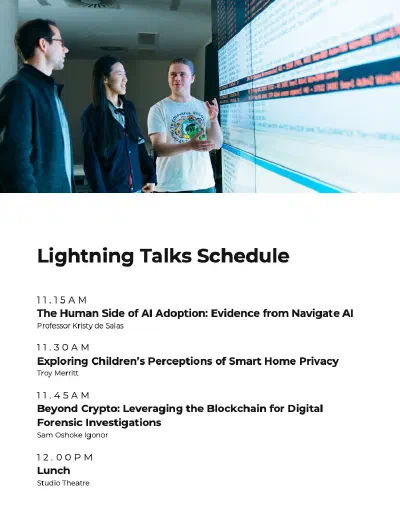 Lightning Talks Schedule
11.15AM
The Human Side of AI Adoption: Evidence from Navigate AI
Professor Kristy de Salas
11.30AM
Exploring Children's Perceptions of Smart Home Privacy
Troy Merritt
11.45AM
Beyond Crypto: Leveraging the Blockchain for Digital
Forensic Investigations
Sam Oshoke Igonor
12.00PM
Lunch
Studio Theatre